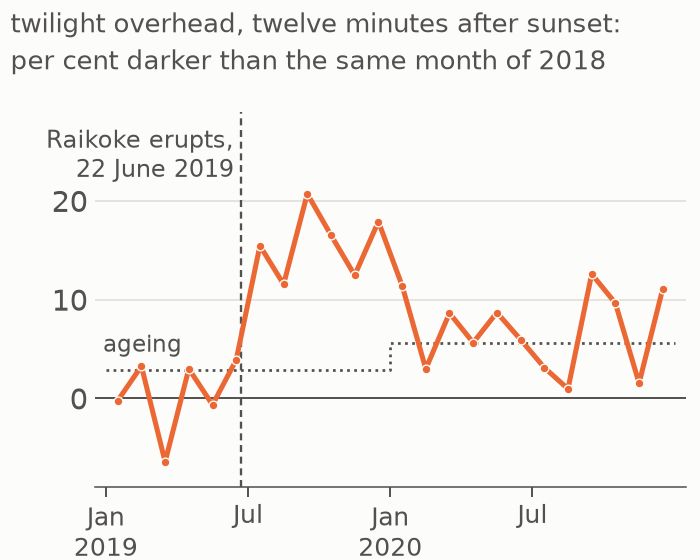 twilight overhead, twelve minutes after sunset:
per cent darker than the same month of 2018
Raikoke erupts,
22 June 2019
20
10
ageing
0
Jan Jul Jan Jul
2019 2020